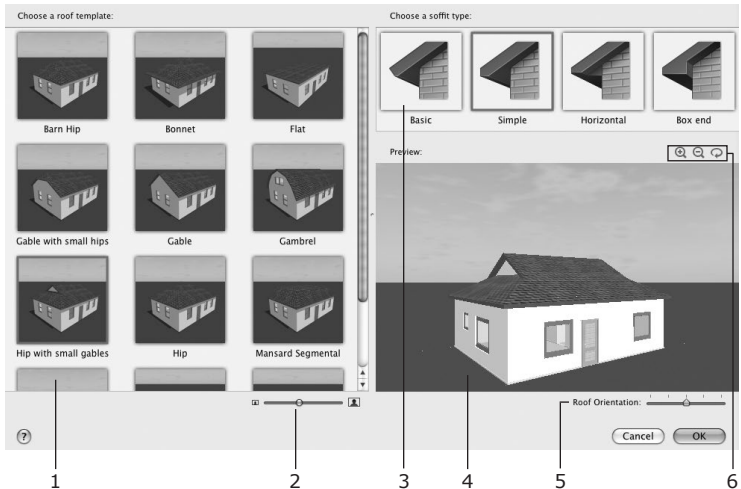 Choose a roof template:
Barn Hip
Bonnet
Flat
Gable with small hips
Gable
Gambrel
Hip with small gables
Hip
Mansard Segmental
?
Choose a soffit type:
Basic
Simple
Horizontal
Box end
Preview:
Roof Orientation:
Cancel
OK
1
2
3
4
5
6